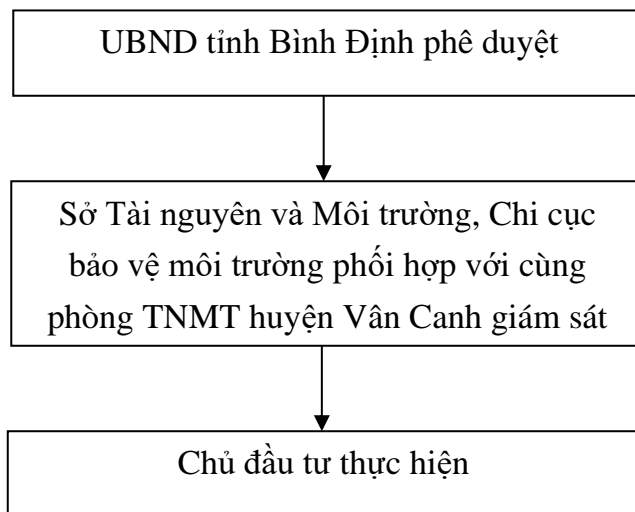 UBND tỉnh Bình Định phê duyệt
Sở Tài nguyên và Môi trường, Chi cục
bảo vệ môi trường phối hợp với cùng
phòng TNMT huyện Vân Canh giám sát
Chủ đầu tư thực hiện